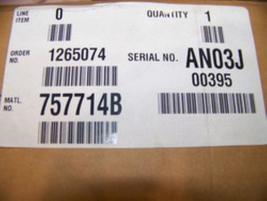 LINE ITEM 0 QUANTITY 1
ORDER NO. 1265074 SERIAL NO. AN03J
00395
MATL. NO. 757714B